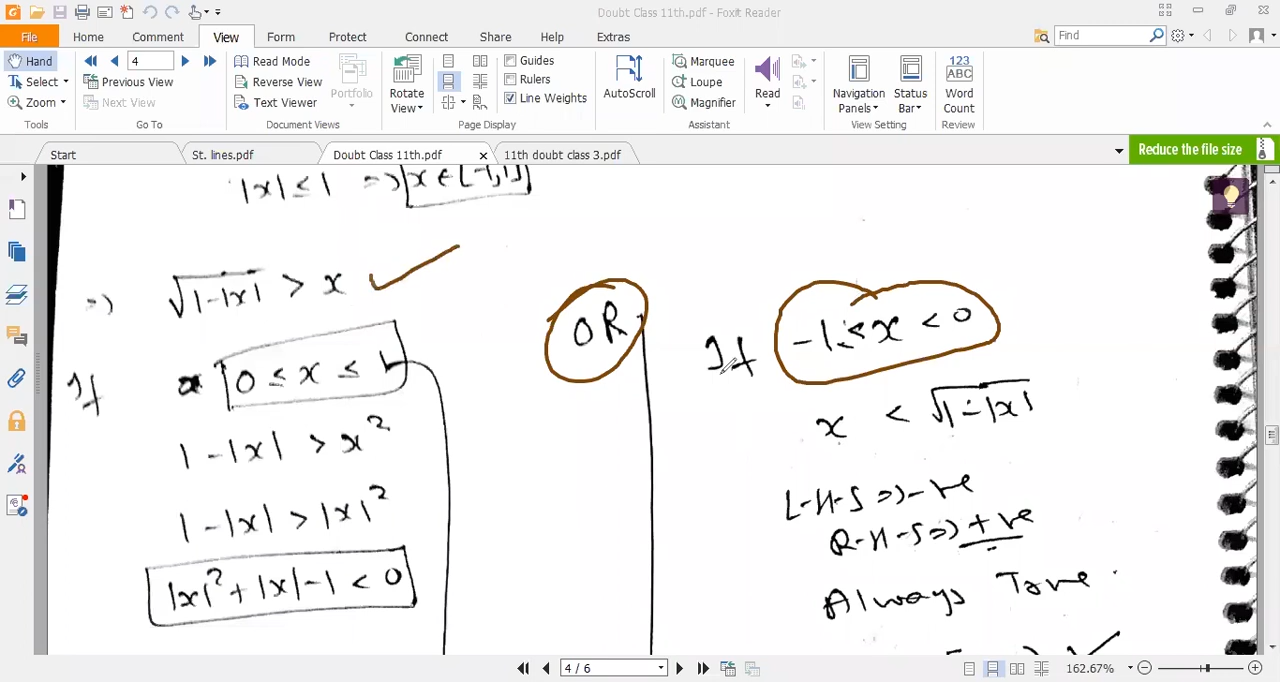 Doubt Class 11th.pdf - Foxit Reader
File Home Comment View Form Protect Connect Share Help Extras Find
Hand 4 Read Mode Guides Marquee 123
Select Previous View Reverse View Rulers Loupe ABC
Zoom Next View Text Viewer Portfolio Rotate View Line Weights AutoScroll Magnifier Read Navigation Panels Status Bar Word Count
Tools Go To Document Views Page Display Assistant View Setting Review
Start St. lines.pdf Doubt Class 11th.pdf 11th doubt class 3.pdf Reduce the file size
|x| ≤ 1 => x ∈ [-1,1]
=> √1-|x| > x
OR
If -1 ≤ x < 0
If 0 ≤ x ≤ 1
x < √1-|x|
1-|x| > x²
L-H-S => -ve
1-|x| > |x|²
R-H-S => +ve
|x|² + |x| - 1 < 0
Always True
4 / 6 162.67%